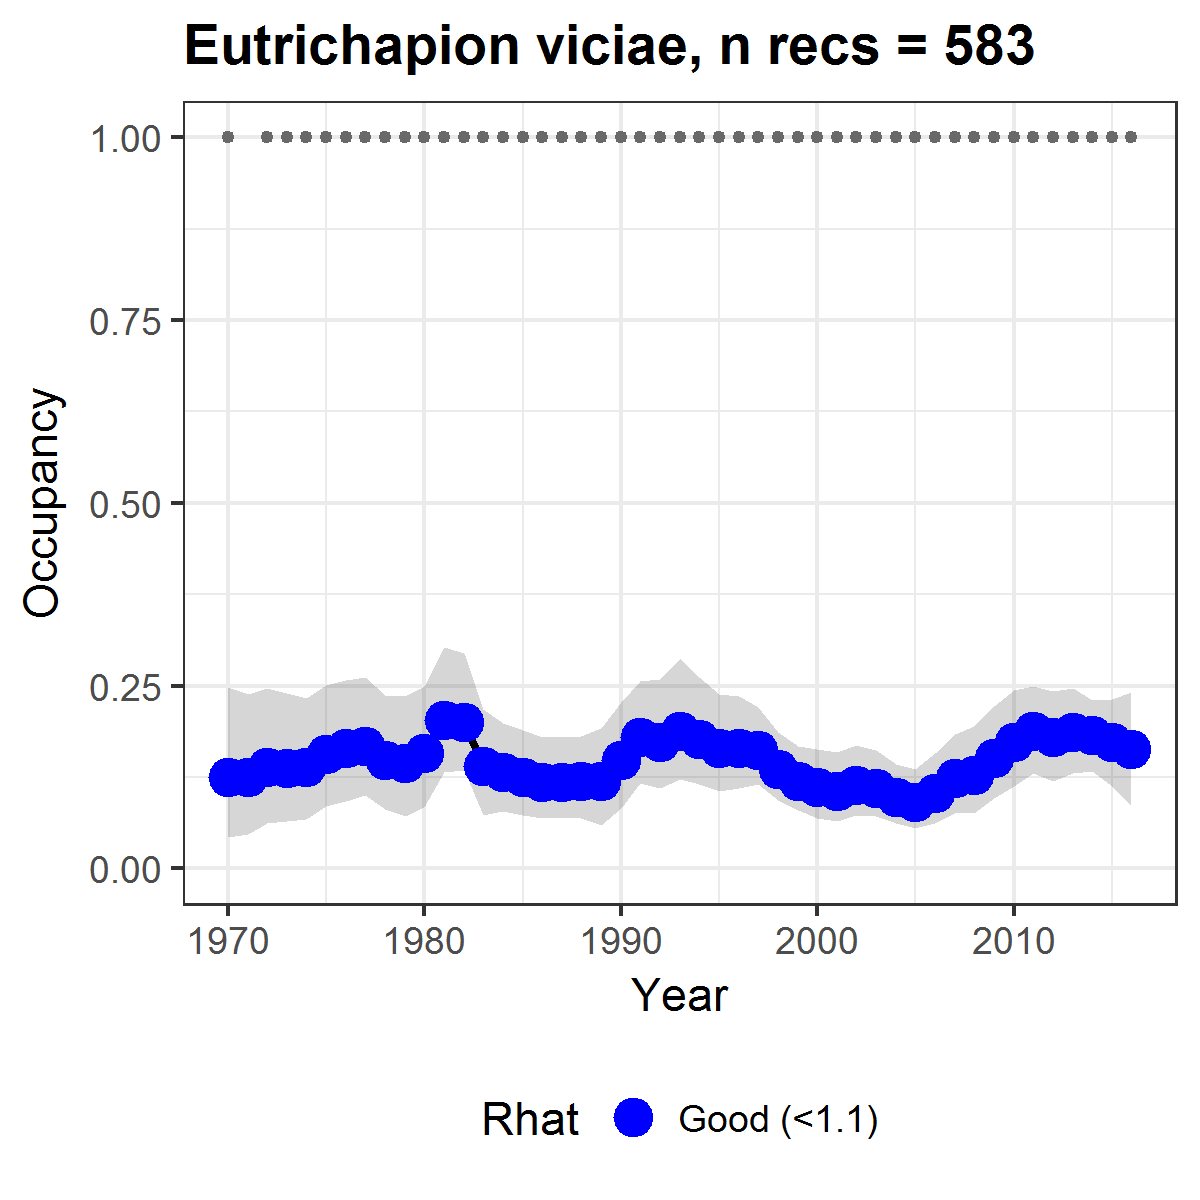 Eutrichapion viciae, n recs = 583
1.00
0.75
0.50
0.25
0.00
Occupancy
1970 1980 1990 2000 2010
Year
Rhat Good (<1.1)